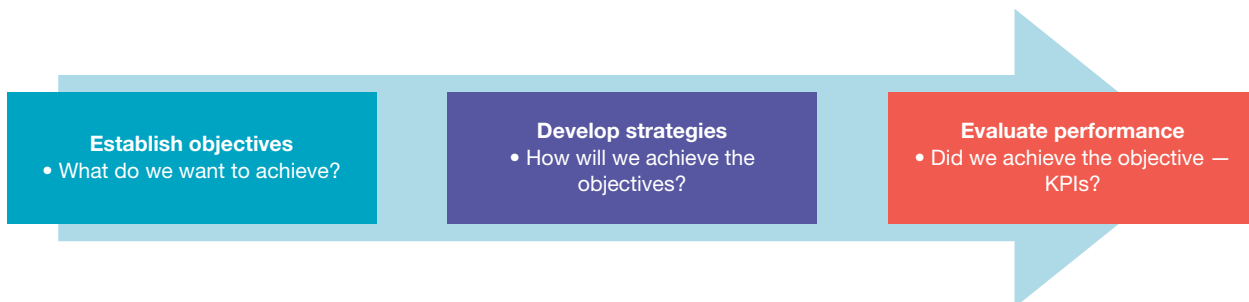 Establish objectives
• What do we want to achieve?
Develop strategies
• How will we achieve the
objectives?
Evaluate performance
• Did we achieve the objective —
KPIs?